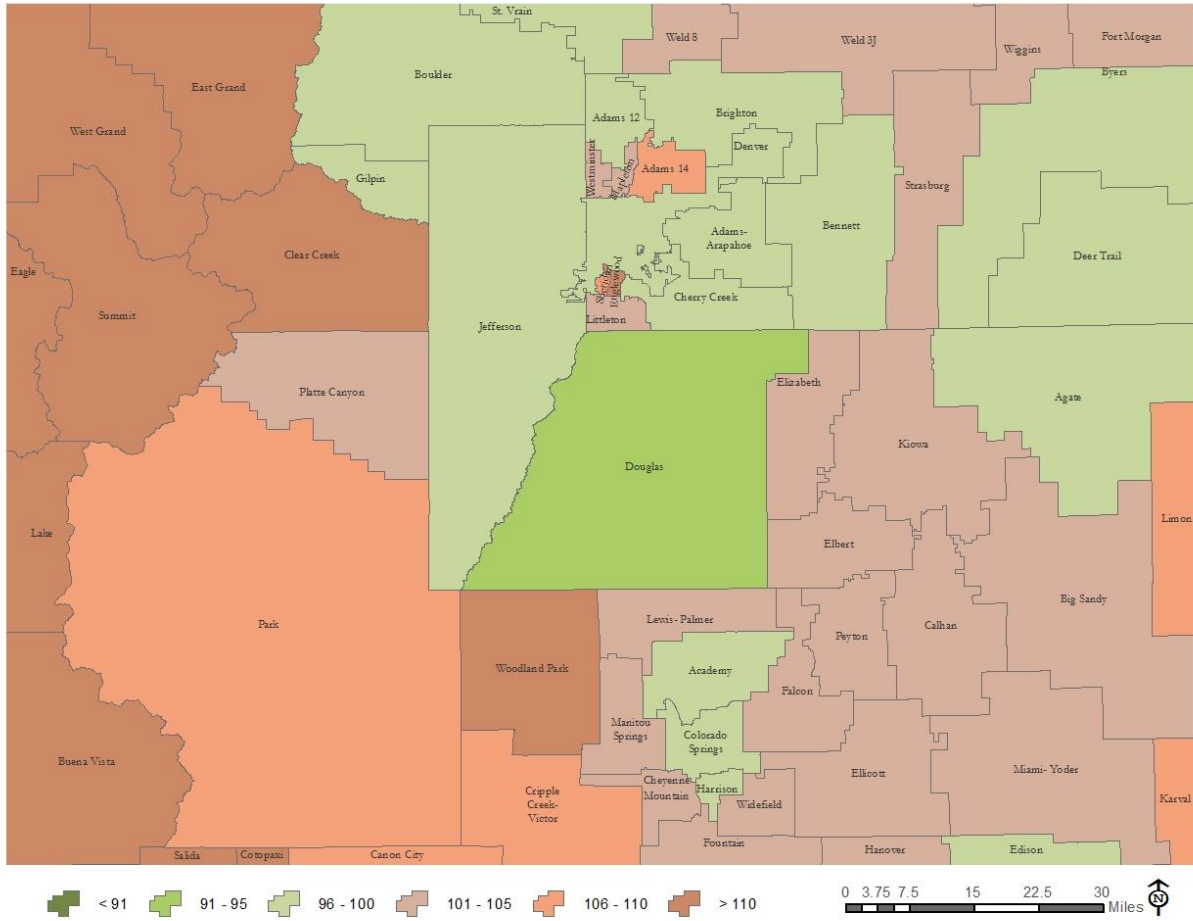 St. Vrain
Weld 8
Weld 3J
Wiggins
Fort Morgan
East Grand
Boulder
Byers
West Grand
Adams 12
Brighton
Denver
Gilpin
Westminster
Mapleton
Adams 14
Strasburg
Clear Creek
Adams-
Arapahoe
Bennett
Deer Trail
Eagle
Summit
Sheridan
Englewood
Cherry Creek
Jefferson
Littleton
Platte Canyon
Elizabeth
Agate
Kiowa
Douglas
Limon
Lake
Elbert
Big Sandy
Park
Lewis- Palmer
Peyton
Calhan
Woodland Park
Academy
Falcon
Manitou
Springs
Colorado
Springs
Buena Vista
Ellicott
Miami- Yoder
Cheyenne
Mountain
Harrison
Cripple
Creek-
Victor
Widefield
Karval
Salida
Cotopaxi
Canon City
Fountain
Hanover
Edison
< 91
91 - 95
96 - 100
101 - 105
106 - 110
> 110
0 3.75 7.5 15 22.5 30
Miles
N